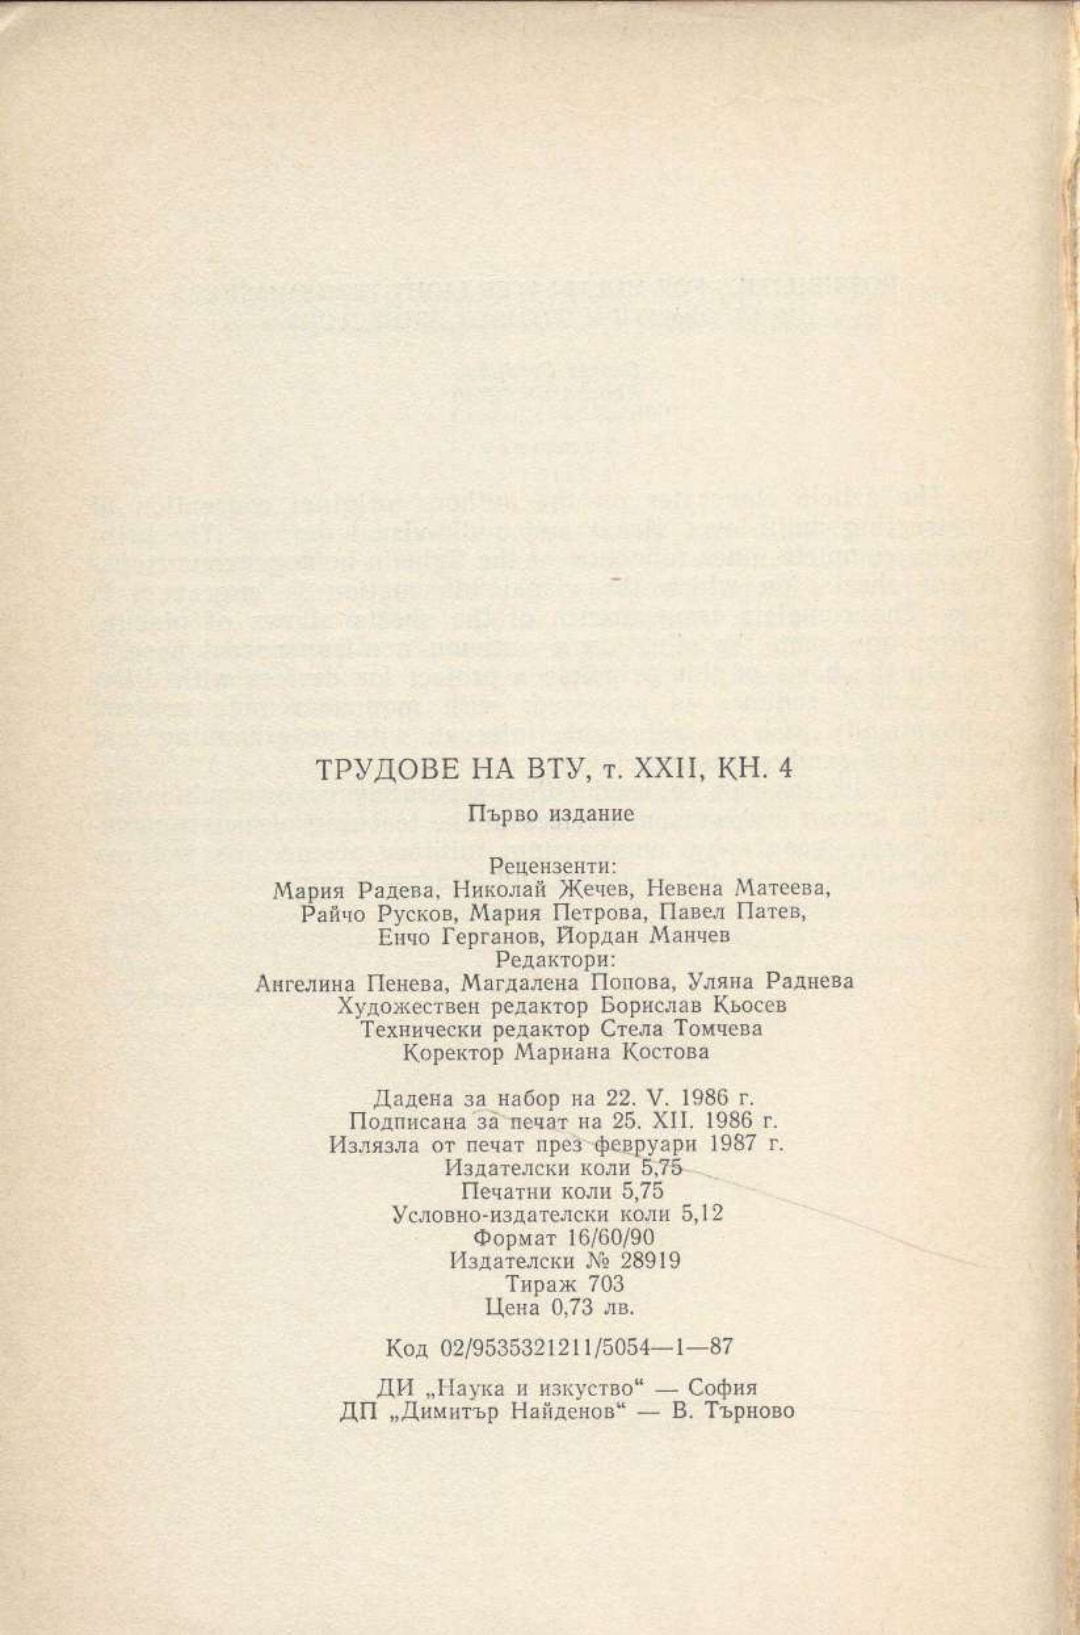 ТРУДОВЕ НА ВТУ, т. XXII, КН. 4
Първо издание
Рецензенти:
Мария Радева, Николай Жечев, Невена Матеева,
Райчо Русков, Мария Петрова, Павел Патев,
Енчо Герганов, Йордан Манчев
Редактори:
Ангелина Пенева, Магдалена Попова, Уляна Раднева
Художествен редактор Борислав Кьосев
Технически редактор Стела Томчева
Коректор Мариана Костова
Дадена за набор на 22. V. 1986 г.
Подписана за печат на 25. XII. 1986 г.
Излязла от печат през февруари 1987 г.
Издателски коли 5,75
Печатни коли 5,75
Условно-издателски коли 5,12
Формат 16/60/90
Издателски № 28919
Тираж 703
Цена 0,73 лв.
Код 02/9535321211/5054—1—87
ДИ „Наука и изкуство“ — София
ДП „Димитър Найденов“ — В. Търново